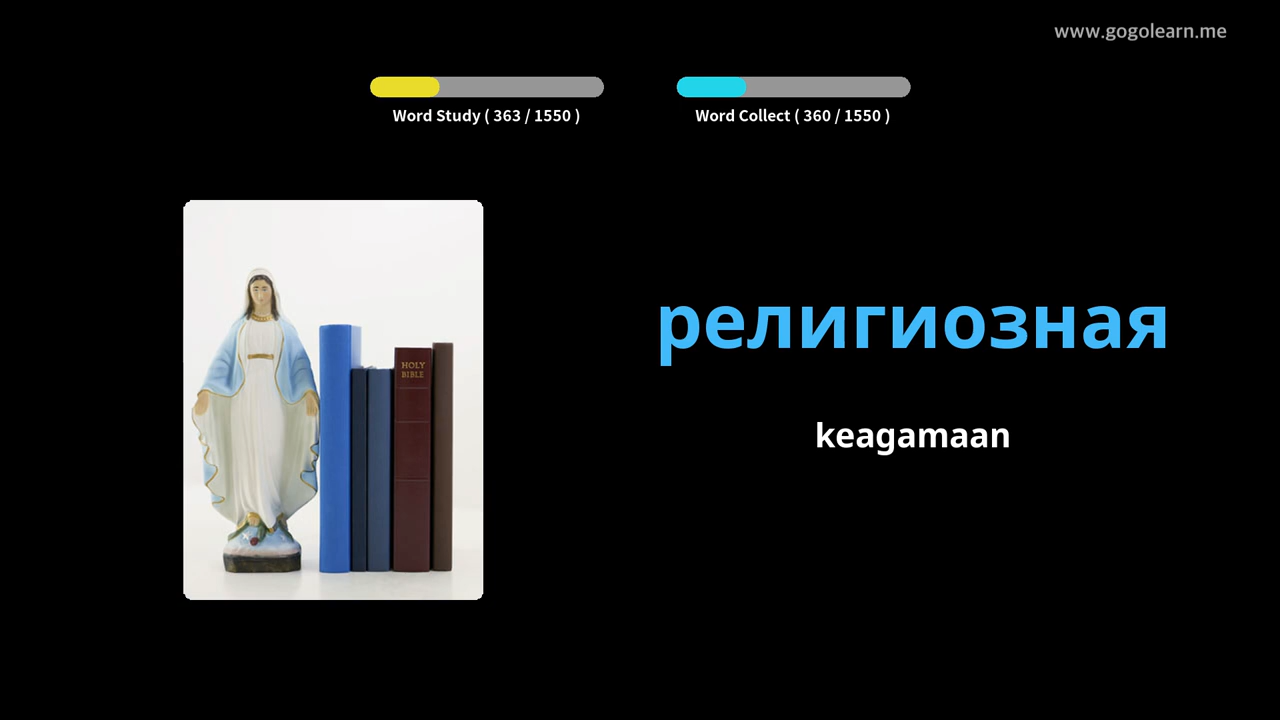 www.gogolearn.me
Word Study ( 363 / 1550 )
Word Collect ( 360 / 1550 )
HOLY
BIBLE
религиозная
keagamaan